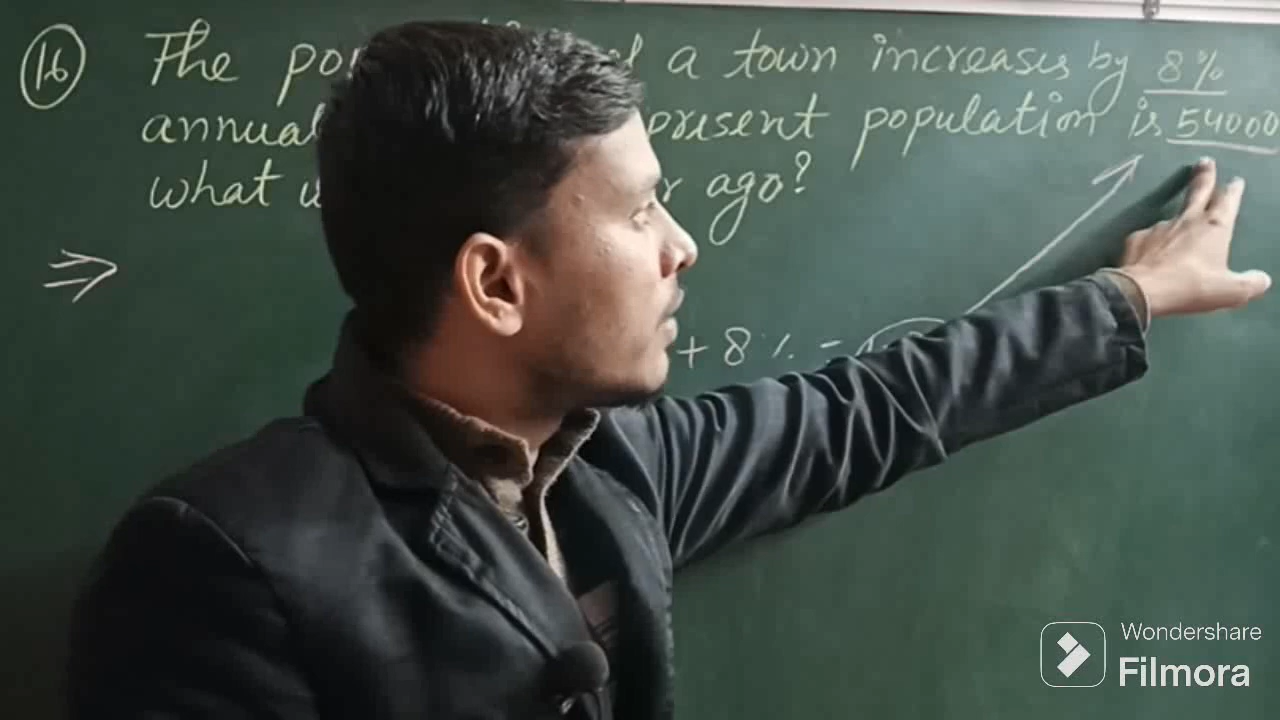 16 The po a town increases by 8%
annual present population is 54000
what ago?
⇒
+ 8% =
Wondershare
Filmora